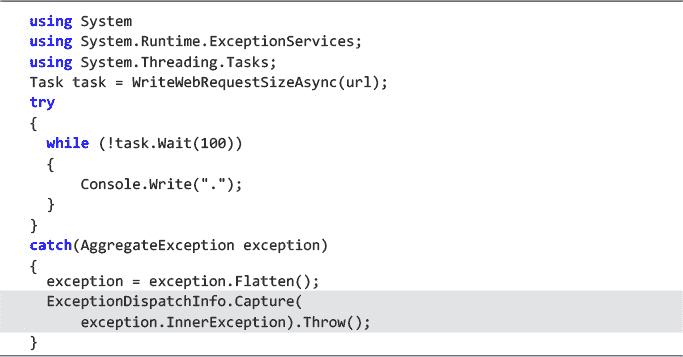 using System
using System.Runtime.ExceptionServices;
using System.Threading.Tasks;
Task task = WriteWebRequestSizeAsync(url);
try
{
  while (!task.Wait(100))
  {
      Console.Write(".");
  }
}
catch(AggregateException exception)
{
  exception = exception.Flatten();
  ExceptionDispatchInfo.Capture(
      exception.InnerException).Throw();
}